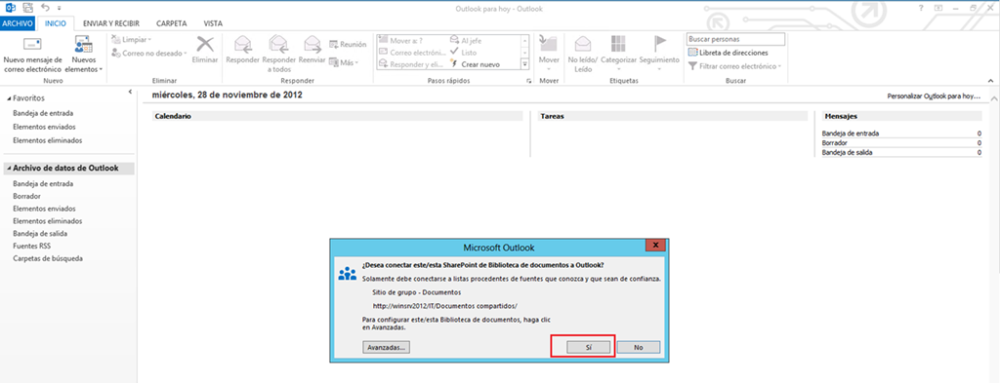 Outlook para hoy - Outlook
ARCHIVO INICIO ENVIAR Y RECIBIR CARPETA VISTA
Nuevo mensaje de correo electrónico
Nuevos elementos
Nuevo
Limpiar
Correo no deseado
Eliminar
Eliminar
Responder
Responder a todos
Reenviar
Reunión
Más
Responder
Mover a: ?
Correo electróni...
Responder y eli...
Al jefe
Listo
Crear nuevo
Pasos rápidos
Mover
Mover
No leído/ Leído
Categorizar
Seguimiento
Etiquetas
Buscar personas
Libreta de direcciones
Filtrar correo electrónico
Buscar
Favoritos
Bandeja de entrada
Elementos enviados
Elementos eliminados
Archivo de datos de Outlook
Bandeja de entrada
Borrador
Elementos enviados
Elementos eliminados
Bandeja de salida
Fuentes RSS
Carpetas de búsqueda
miércoles, 28 de noviembre de 2012
Personalizar Outlook para hoy...
Calendario
Tareas
Mensajes
Bandeja de entrada 0
Borrador 0
Bandeja de salida 0
Microsoft Outlook
x
¿Desea conectar este/esta SharePoint de Biblioteca de documentos a Outlook?
Solamente debe conectarse a listas procedentes de fuentes que conozca y que sean de confianza.
Sitio de grupo - Documentos
http://winsrv2012/IT/Documentos compartidos/
Para configurar este/esta Biblioteca de documentos, haga clic
en Avanzadas.
Avanzadas...
Sí
No